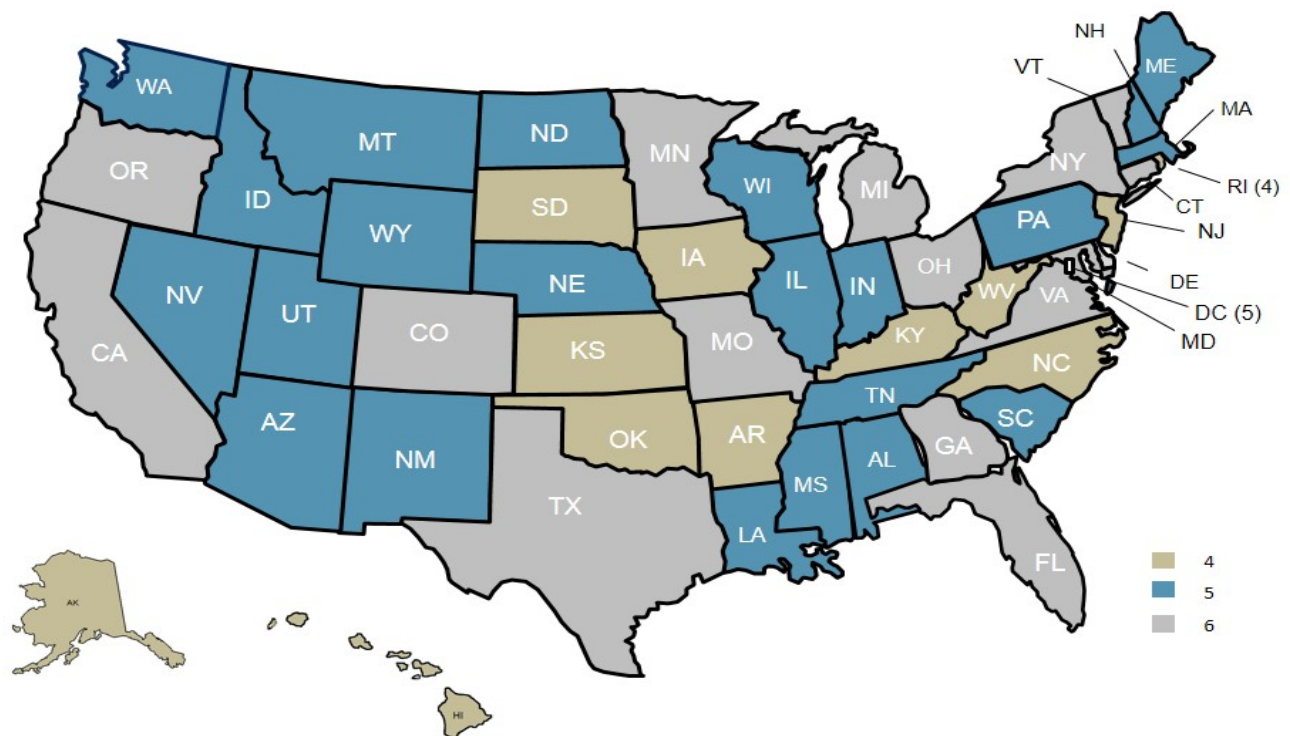 NH
VT
ME
WA
MA
MT
ND
MN
OR
NY
WI
MI
RI (4)
ID
SD
CT
PA
NJ
WY
IA
OH
NE
DE
IL
IN
NV
WV
VA
UT
DC (5)
CO
KY
MD
CA
KS
MO
NC
TN
AZ
SC
OK
AR
GA
NM
AL
MS
TX
LA
FL
4
5
AK
6
HI